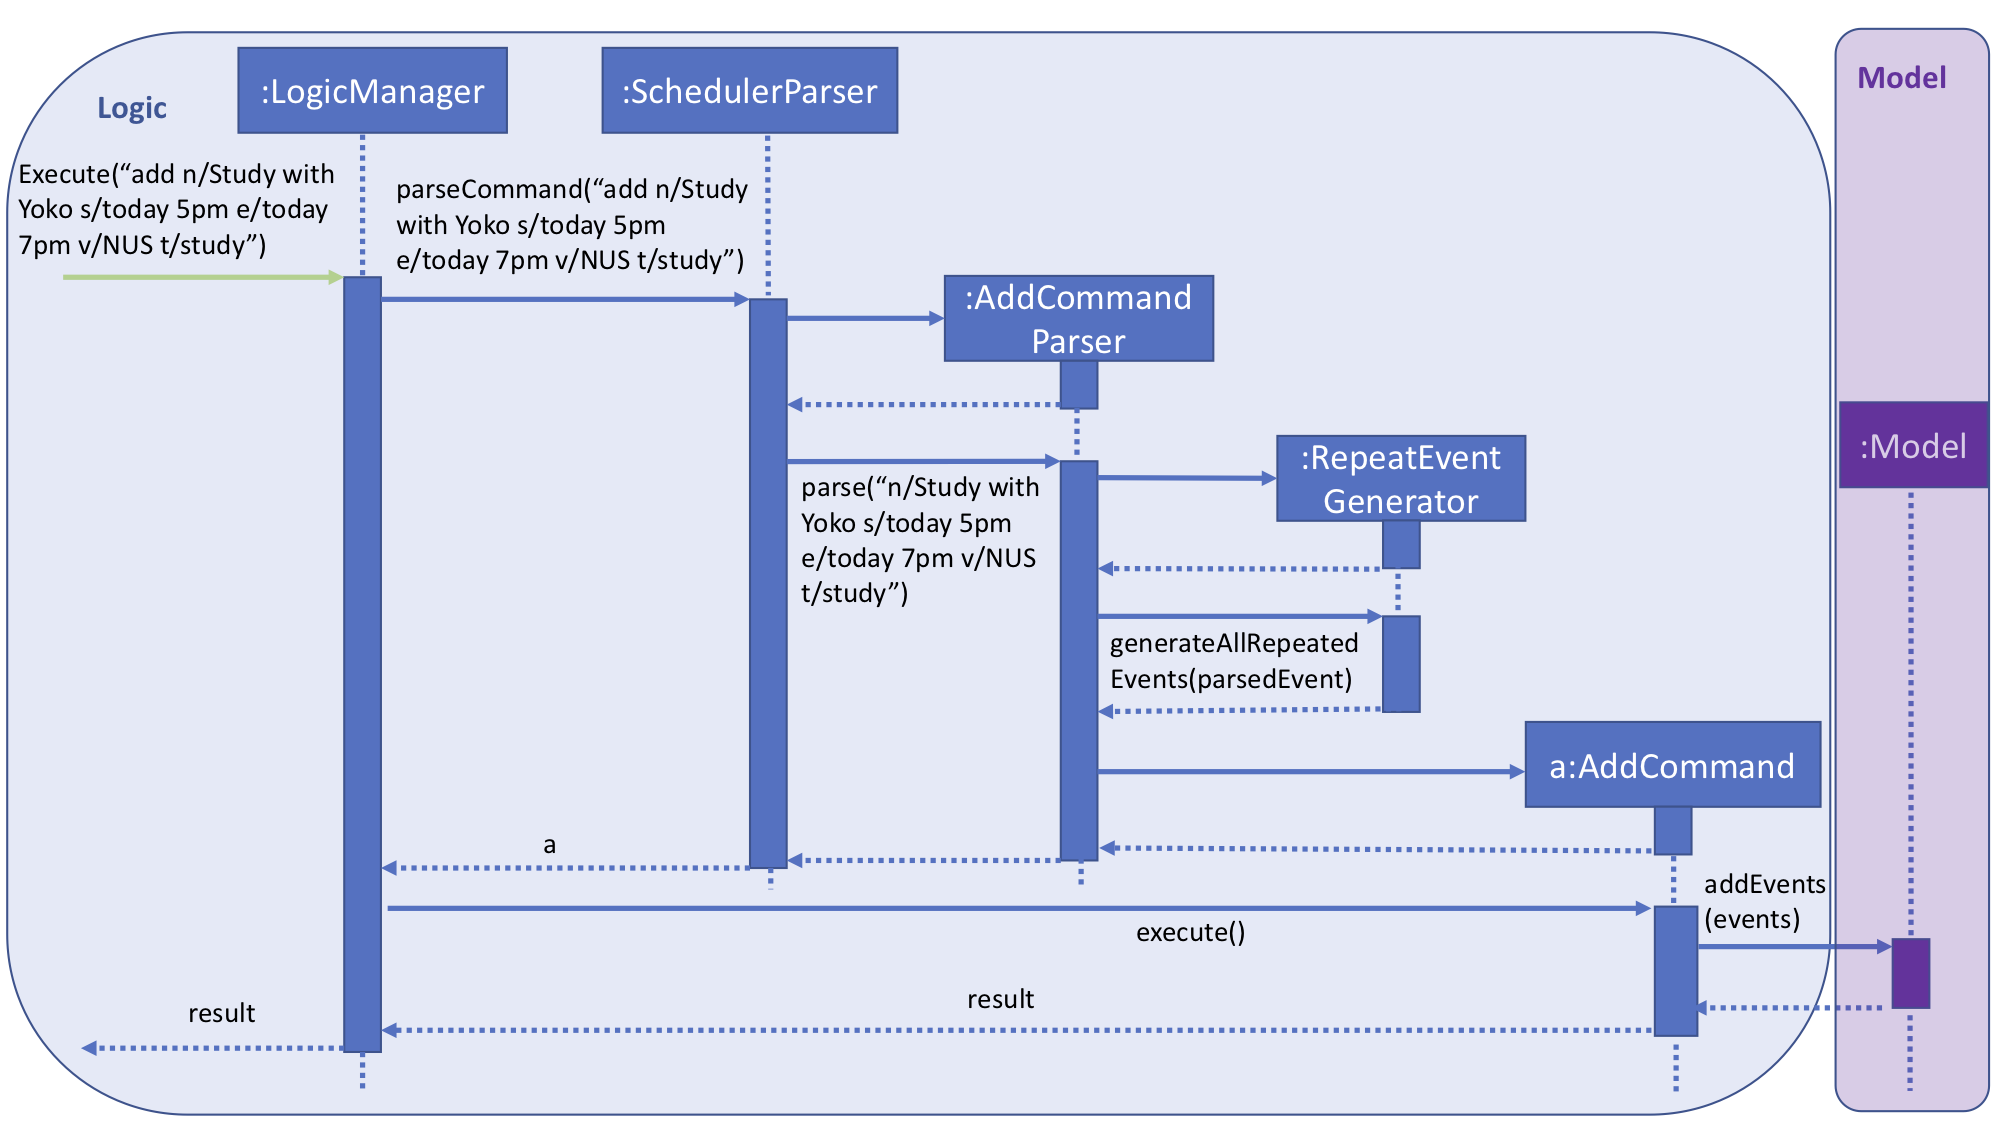 :LogicManager
:SchedulerParser
Model
Logic
Execute(“add n/Study with
Yoko s/today 5pm e/today
7pm v/NUS t/study”)
parseCommand(“add n/Study
with Yoko s/today 5pm
e/today 7pm v/NUS t/study”)
:AddCommand
Parser
:Model
:RepeatEvent
Generator
parse(“n/Study with
Yoko s/today 5pm
e/today 7pm v/NUS
t/study”)
generateAllRepeated
Events(parsedEvent)
a:AddCommand
a
addEvents
(events)
execute()
result
result